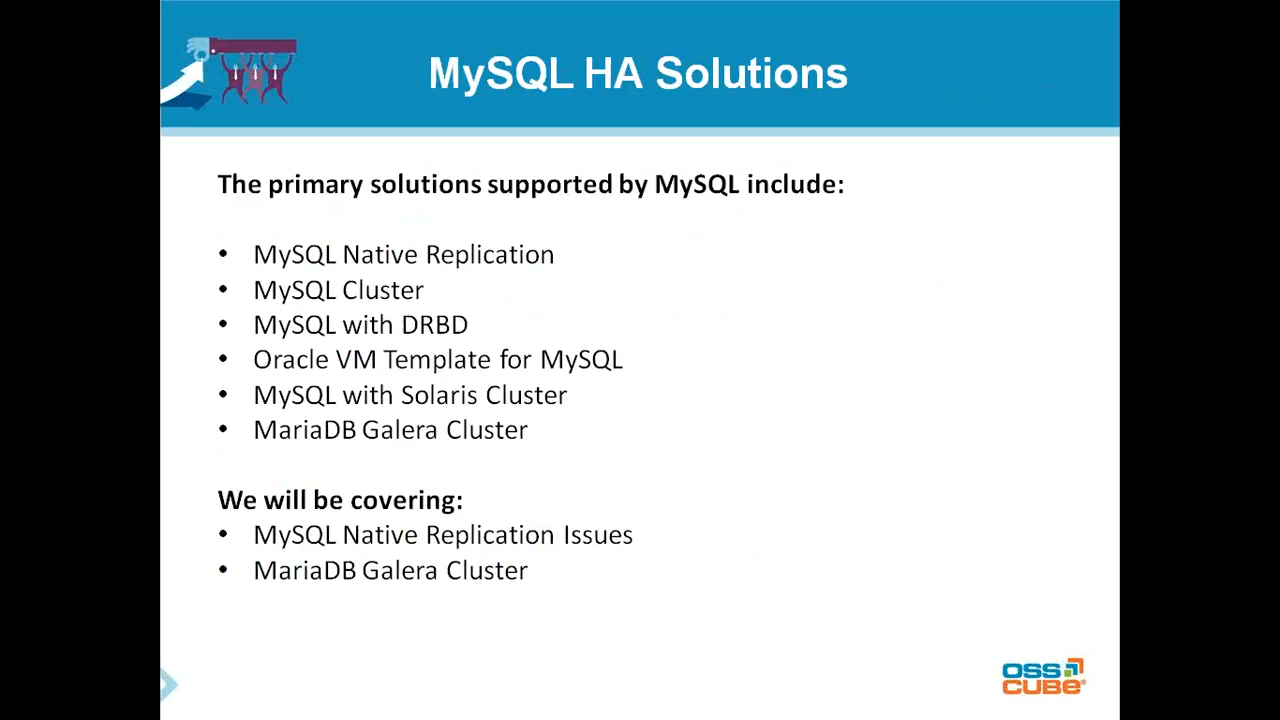 MySQL HA Solutions
The primary solutions supported by MySQL include:
• MySQL Native Replication
• MySQL Cluster
• MySQL with DRBD
• Oracle VM Template for MySQL
• MySQL with Solaris Cluster
• MariaDB Galera Cluster
We will be covering:
• MySQL Native Replication Issues
• MariaDB Galera Cluster
OSS
CUBE®